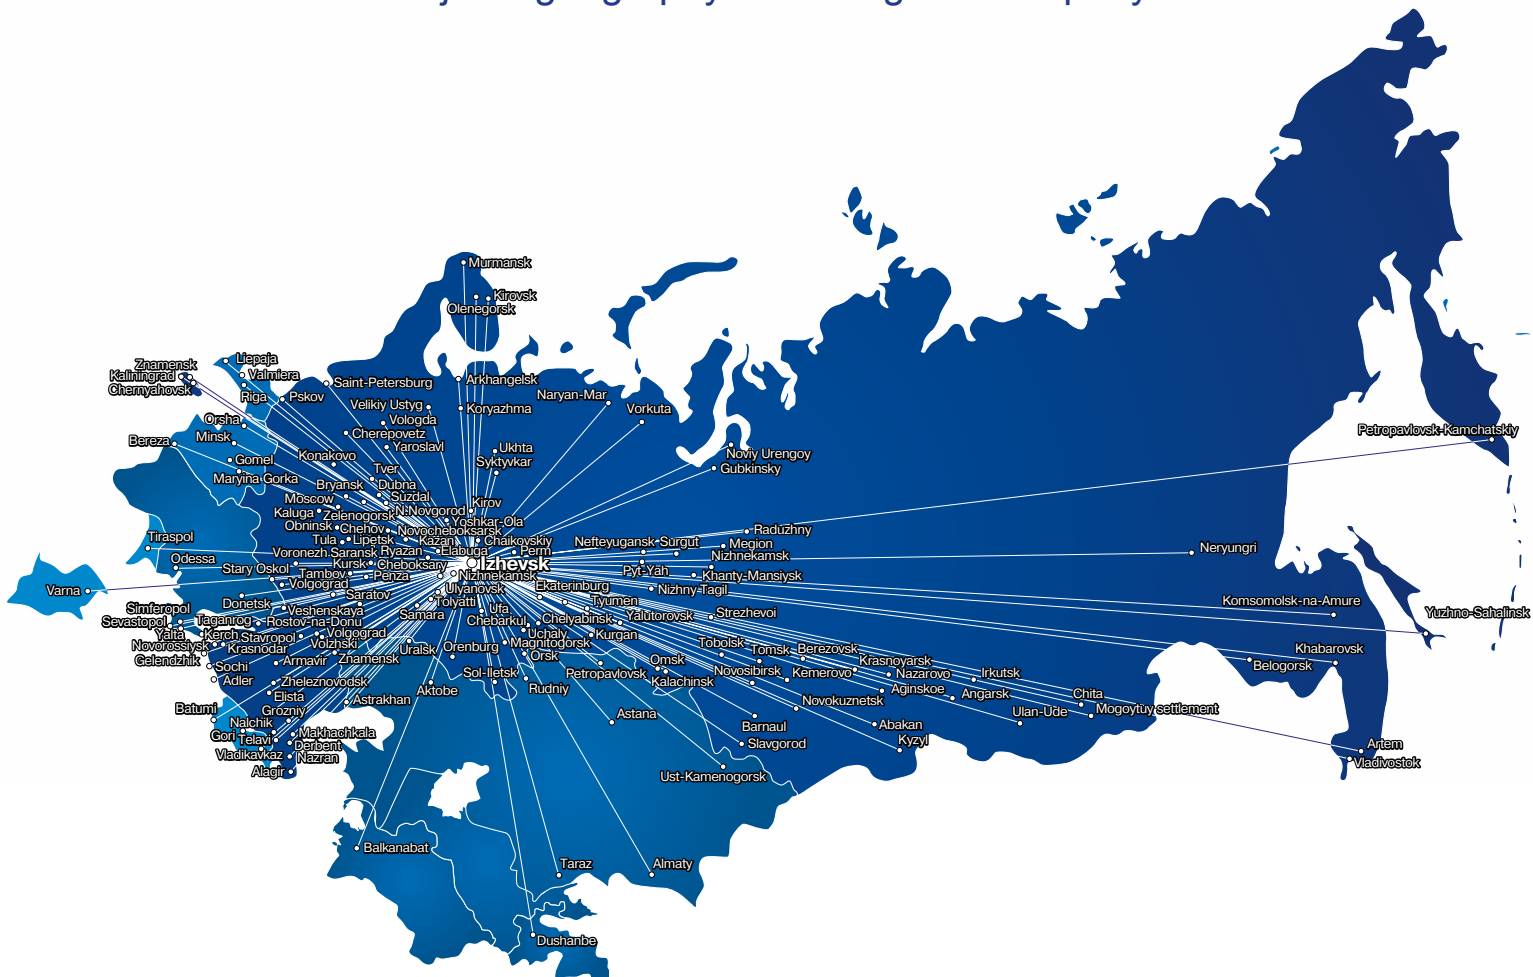 Murmansk
Kirovsk
Olenegorsk
Znamensk
Liepaja
Kaliningrad
Valmiera
Chernyahovsk
Riga
Pskov
Saint-Petersburg
Arkhangelsk
Naryan-Mar
Velikiy Ustyg
Koryazhma
Vorkuta
Orsha
Vologda
Minsk
Cherepovetz
Bereza
Yaroslavl
Ukhta
Petropavlovsk-Kamchatskiy
Gomel
Konakovo
Syktyvkar
Noviy Urengoy
Tver
Gubkinsky
Maryina Gorka
Bryansk
Dubna
Moscow
Suzdal
Kirov
Kaluga
Zelenogorsk
N-Novgorod
Yoshkar-Ola
Obninsk
Chehov
Novocheboksarsk
Raduzhny
Tiraspol
Tula
Lipetsk
Kazan
Chaikovskiy
Nefteyugansk
Surgut
Megion
Neryungri
Voronezh
Saransk
Ryazan
Elabuga
Perm
Nizhnekamsk
Odessa
Kursk
Cheboksary
Izhevsk
Stary Oskol
Tambov
Penza
Nizhnekamsk
Pyt-Yah
Khanty-Mansiysk
Varna
Volgograd
Ulyanovsk
Ekaterinburg
Nizhny-Tagil
Donetsk
Saratov
Tolyatti
Tyumen
Komsomolsk-na-Amure
Simferopol
Veshenskaya
Samara
Ufa
Yalutorovsk
Strezhevoi
Yuzhno-Sahalinsk
Sevastopol
Taganrog
Rostov-na-Donu
Chebarkul
Chelyabinsk
Yalta
Kerch
Stavropol
Volgograd
Uchaly
Kurgan
Novorossiysk
Krasnodar
Volzhski
Uralsk
Orenburg
Magnitogorsk
Tobolsk
Tomsk
Berezovsk
Khabarovsk
Gelendzhik
Armavir
Znamensk
Orsk
Omsk
Krasnoyarsk
Belogorsk
Sochi
Sol-Iletsk
Petropavlovsk
Kalachinsk
Novosibirsk
Kemerovo
Nazarovo
Irkutsk
Adler
Zheleznovodsk
Aktobe
Rudniy
Aginskoe
Angarsk
Chita
Elista
Astrakhan
Novokuznetsk
Mogoytuy settlement
Batumi
Grozniy
Astana
Ulan-Ude
Nalchik
Barnaul
Abakan
Gori
Telavi
Makhachkala
Slavgorod
Kyzyl
Artem
Vladikavkaz
Derbent
Nazran
Vladivostok
Alagir
Ust-Kamenogorsk
Balkanabat
Taraz
Almaty
Dushanbe